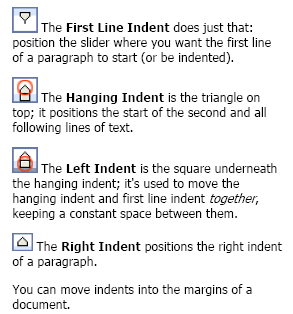 The First Line Indent does just that:
position the slider where you want the first line
of a paragraph to start (or be indented).
The Hanging Indent is the triangle on
top; it positions the start of the second and all
following lines of text.
The Left Indent is the square underneath
the hanging indent; it's used to move the
hanging indent and first line indent together,
keeping a constant space between them.
The Right Indent positions the right indent
of a paragraph.
You can move indents into the margins of a
document.